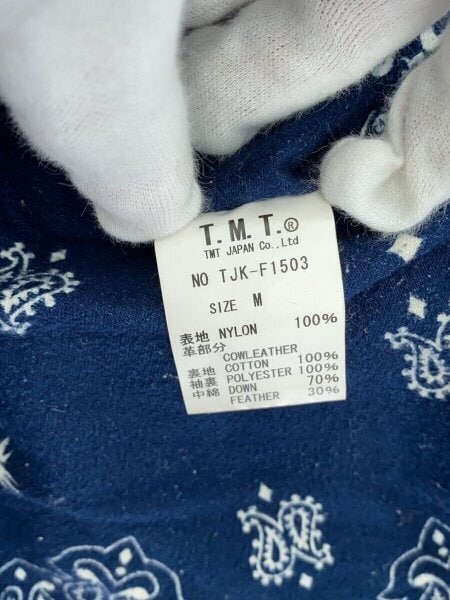 T.M.T.®
TMT JAPAN Co.,Ltd
NO TJK-F1503
SIZE M
表地 NYLON 100%
革部分
COWLEATHER
裏地 COTTON 100%
袖裏 POLYESTER 100%
中綿 DOWN 70%
FEATHER 30%